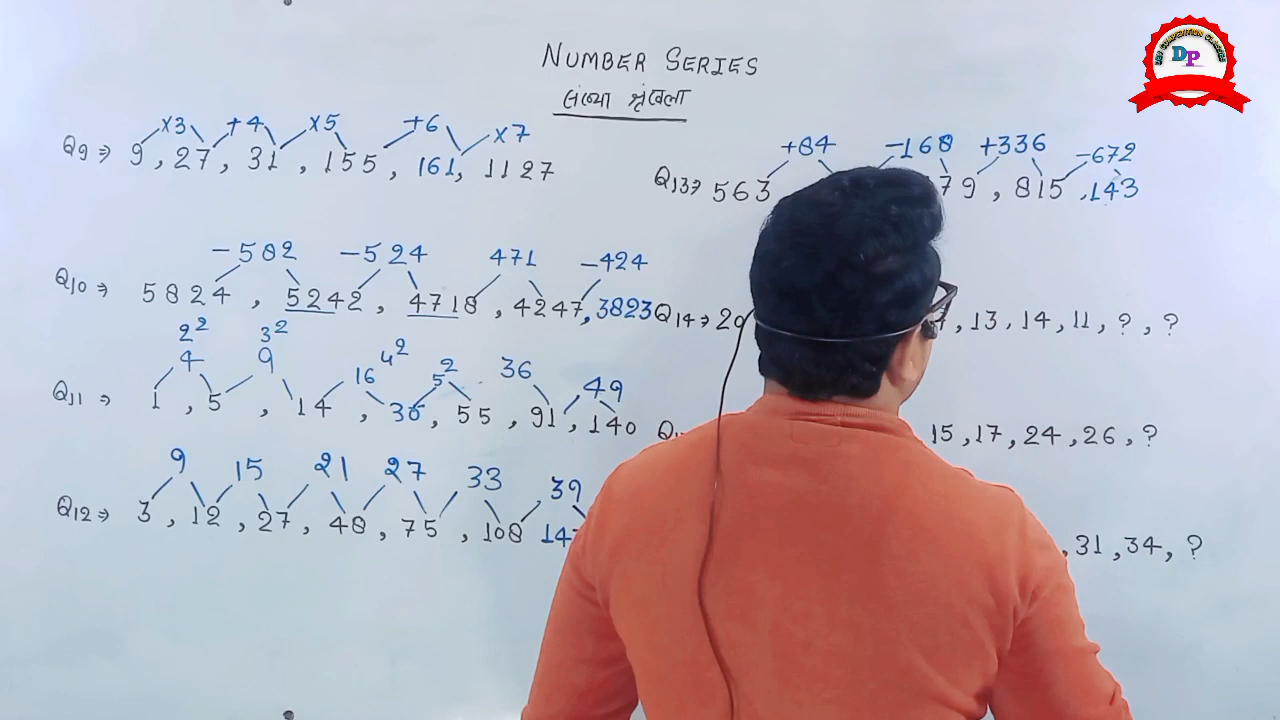 NUMBER SERIES
संख्या श्रृंखला
DP
×3 +4 ×5 +6 ×7
Q9⇒ 9, 27, 31, 155, 161, 1127
+84 -168 +336 -672
Q13⇒ 563 79, 815, 143
-582 -524 471 -424
Q10⇒ 5824, 5242, 4718, 4247, 3823
Q14⇒ 20 , 13, 14, 11, ?, ?
2² 3² 4²
4 9 16 5² 36 49
Q11⇒ 1, 5, 14, 30, 55, 91, 140
15, 17, 24, 26, ?
9 15 21 27 33 39
Q12⇒ 3, 12, 27, 48, 75, 108 147
, 31, 34, ?